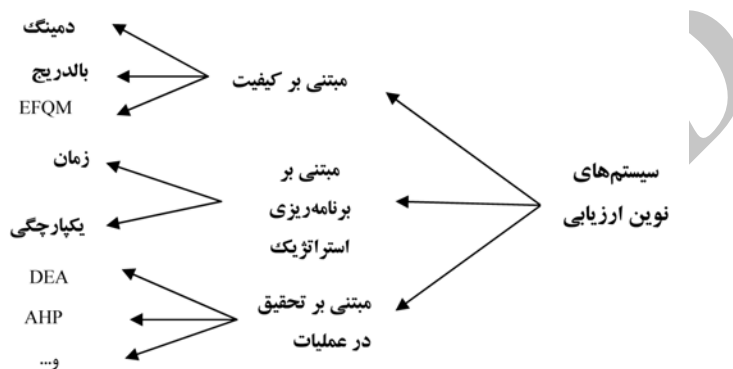 سیستم‌های
نوین ارزیابی
مبتنی بر کیفیت
دمینگ
بالدریج
EFQM
مبتنی بر
برنامه‌ریزی
استراتژیک
زمان
یکپارچگی
مبتنی بر تحقیق
در عملیات
DEA
AHP
و...